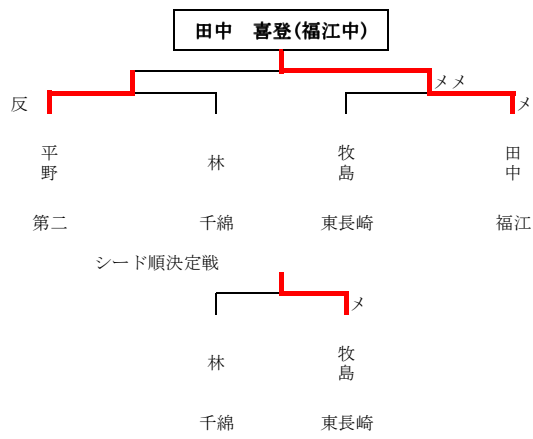 田中　喜登(福江中)
メメ
反
メ
平野
林
牧島
田中
第二
千綿
東長崎
福江
シード順決定戦
メ
林
牧島
千綿
東長崎